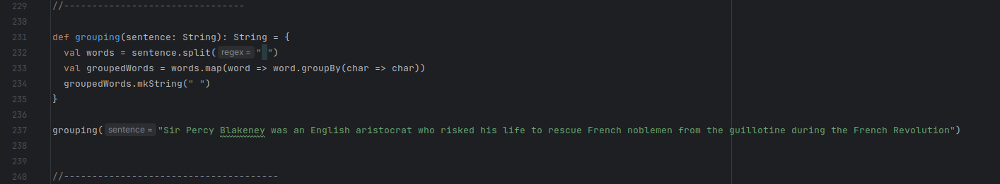 229 //--------------------------------
230
231 def grouping(sentence: String): String = {
232 val words = sentence.split( regex = " ")
233 val groupedWords = words.map(word => word.groupBy(char => char))
234 groupedWords.mkString(" ")
235 }
236
237 grouping( sentence = "Sir Percy Blakeney was an English aristocrat who risked his life to rescue French noblemen from the guillotine during the French Revolution")
238
239
240 //--------------------------------------